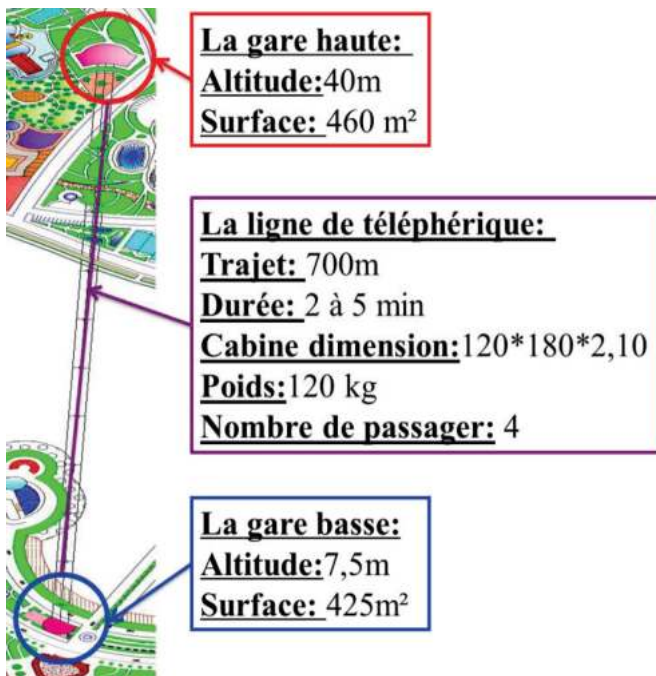 La gare haute:
Altitude:40m
Surface: 460 m²
La ligne de téléphérique:
Trajet: 700m
Durée: 2 à 5 min
Cabine dimension:120*180*2,10
Poids:120 kg
Nombre de passager: 4
La gare basse:
Altitude:7,5m
Surface: 425m²